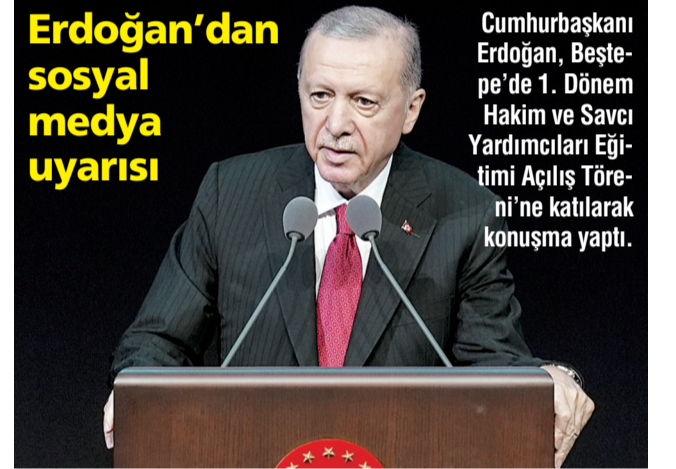 Erdoğan’dan
sosyal
medya
uyarısı
Cumhurbaşkanı
Erdoğan, Beşte-
pe’de 1. Dönem
Hakim ve Savcı
Yardımcıları Eği-
timi Açılış Töre-
ni’ne katılarak
konuşma yaptı.